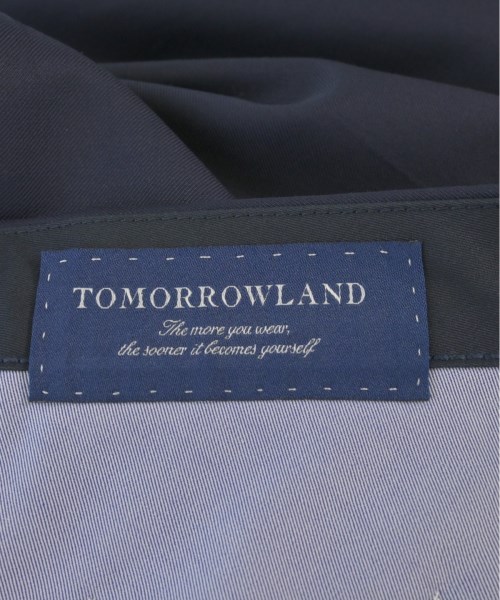 TOMORROWLAND
The more you wear,
the sooner it becomes yourself